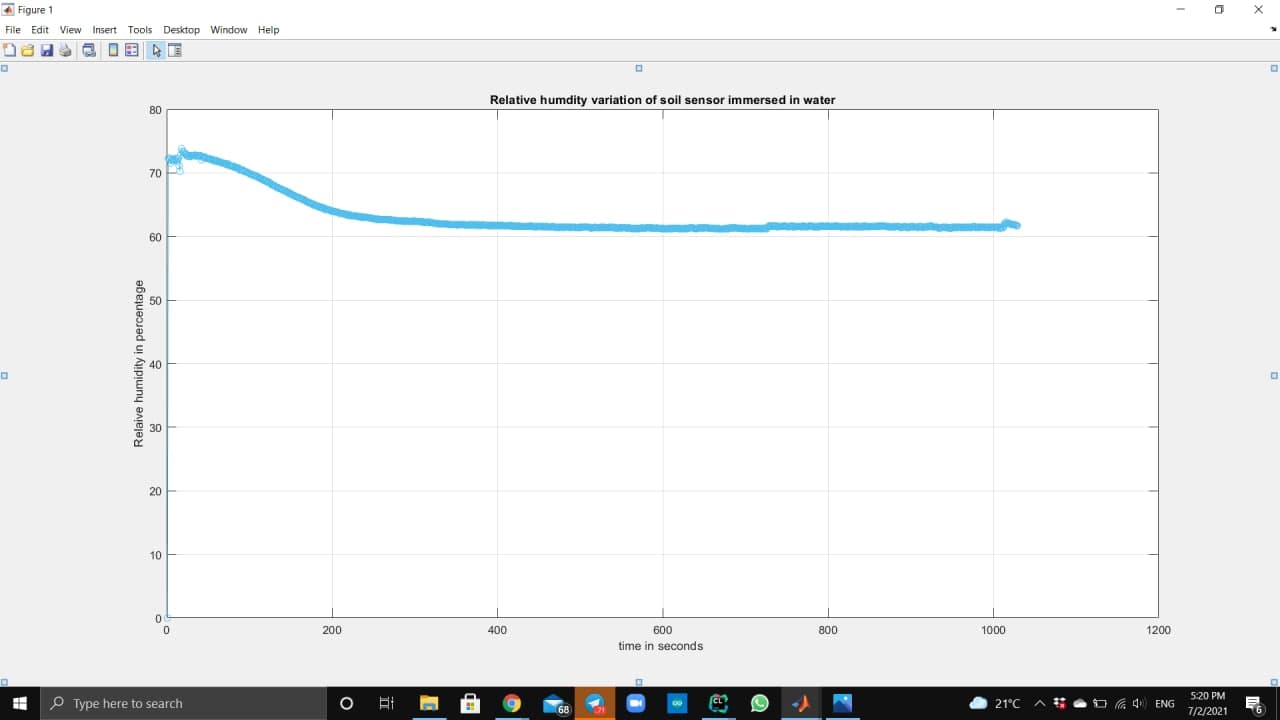 Figure 1
File Edit View Insert Tools Desktop Window Help
Relative humdity variation of soil sensor immersed in water
80
70
60
50
40
30
20
10
0
Relaive humidity in percentage
0 200 400 600 800 1000 1200
time in seconds
Type here to search
68
21
CL
21°C
ENG
5:20 PM
7/2/2021
6